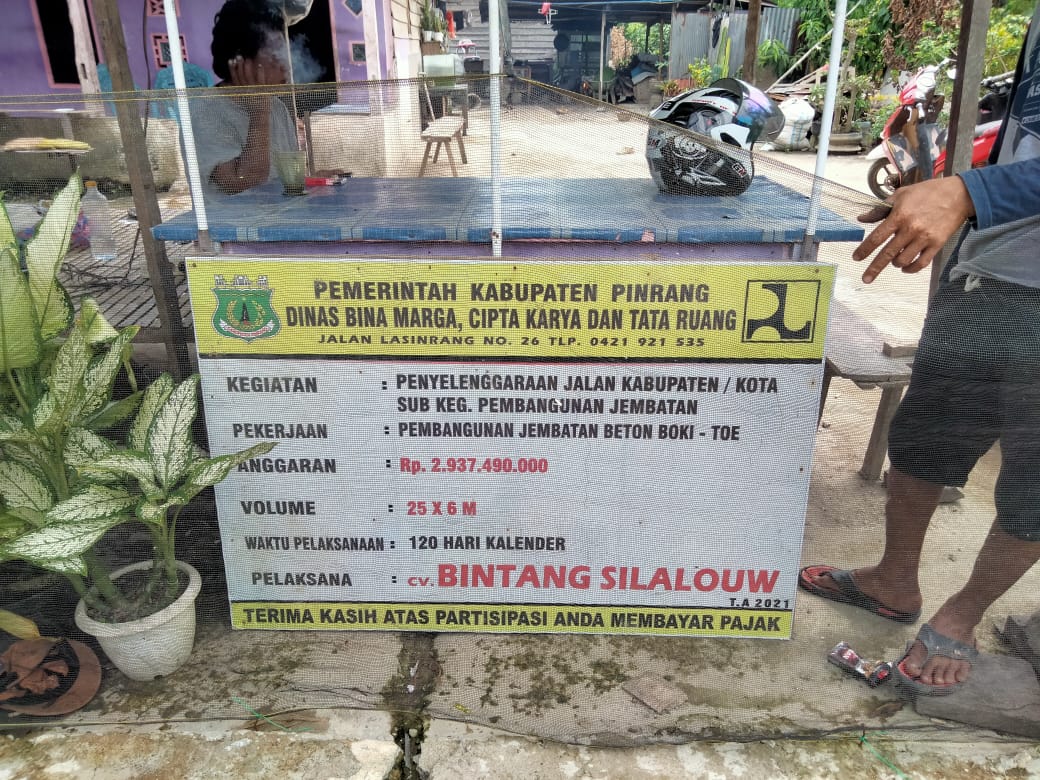 PEMERINTAH KABUPATEN PINRANG
DINAS BINA MARGA, CIPTA KARYA DAN TATA RUANG
JALAN LASINRANG NO. 26 TLP. 0421 921 535
KEGIATAN : PENYELENGGARAAN JALAN KABUPATEN / KOTA
SUB KEG. PEMBANGUNAN JEMBATAN
PEKERJAAN : PEMBANGUNAN JEMBATAN BETON BOKI - TOE
ANGGARAN : Rp. 2.937.490.000
VOLUME : 25 X 6 M
WAKTU PELAKSANAAN : 120 HARI KALENDER
PELAKSANA : CV. BINTANG SILALOUW
T.A 2021
TERIMA KASIH ATAS PARTISIPASI ANDA MEMBAYAR PAJAK